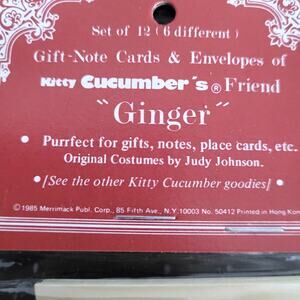 Set of 12 (6 different)
Gift-Note Cards & Envelopes of
Kitty Cucumber's® Friend
"Ginger"
• Purrfect for gifts, notes, place cards, etc. •
Original Costumes by Judy Johnson.
•[See the other Kitty Cucumber goodies]•
©1985 Merrimack Publ. Corp., 85 Fifth Ave., N.Y. 10003 No. 50412 Printed in Hong Kong